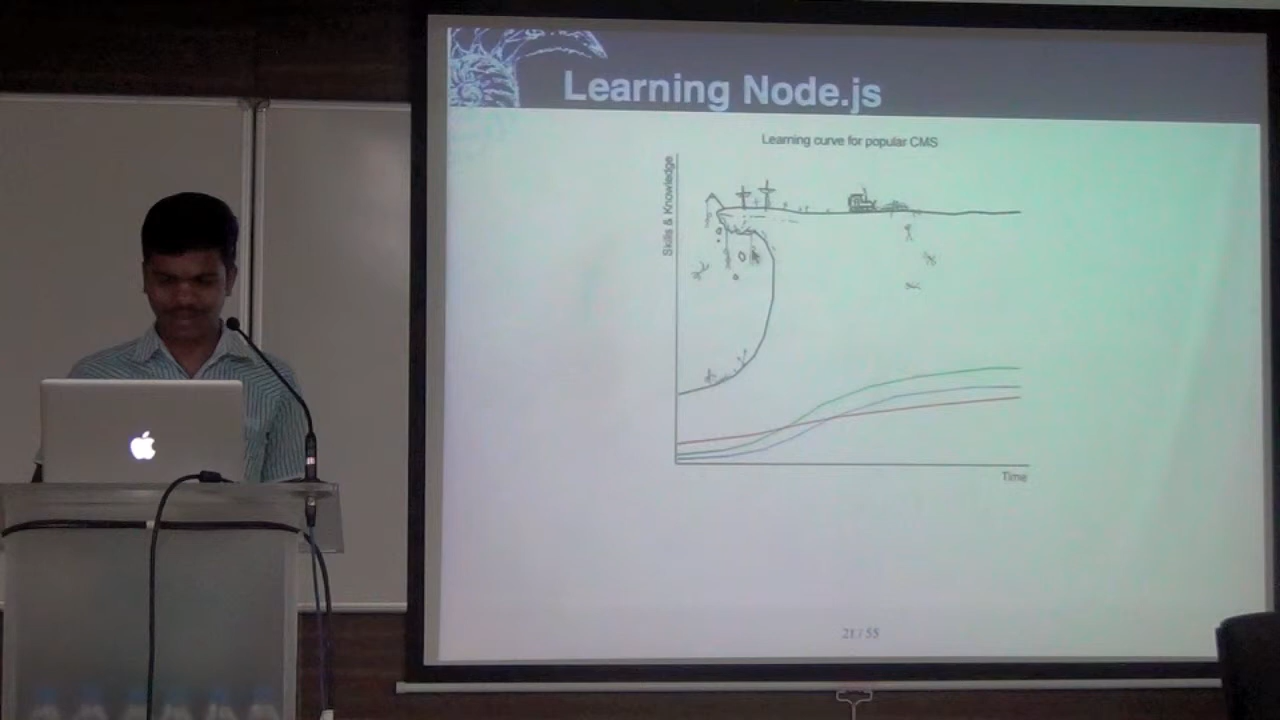 Learning Node.js
Learning curve for popular CMS
Skills & Knowledge
Time
21 / 55